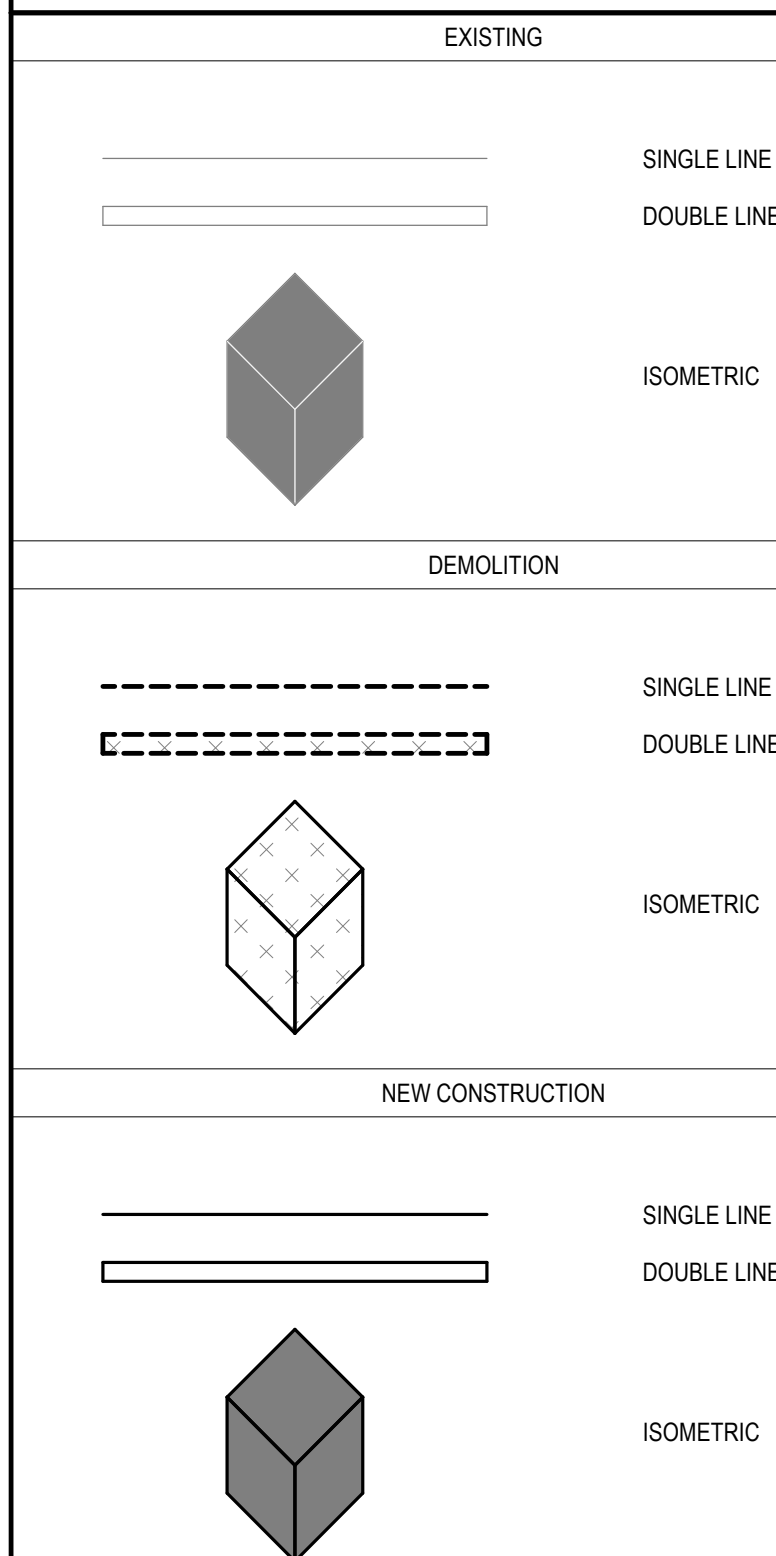 EXISTING
SINGLE LINE
DOUBLE LINE
ISOMETRIC
DEMOLITION
SINGLE LINE
DOUBLE LINE
ISOMETRIC
NEW CONSTRUCTION
SINGLE LINE
DOUBLE LINE
ISOMETRIC